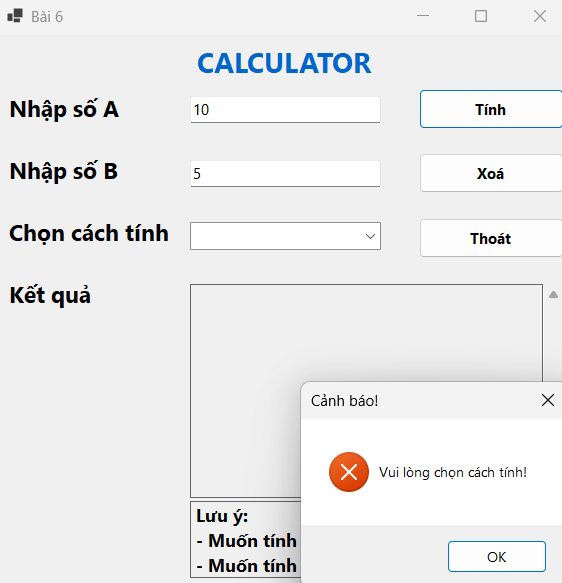 Bài 6
CALCULATOR
Nhập số A
10
Tính
Nhập số B
5
Xoá
Chọn cách tính
Thoát
Kết quả
Cảnh báo!
Vui lòng chọn cách tính!
OK
Lưu ý:
- Muốn tính
- Muốn tính